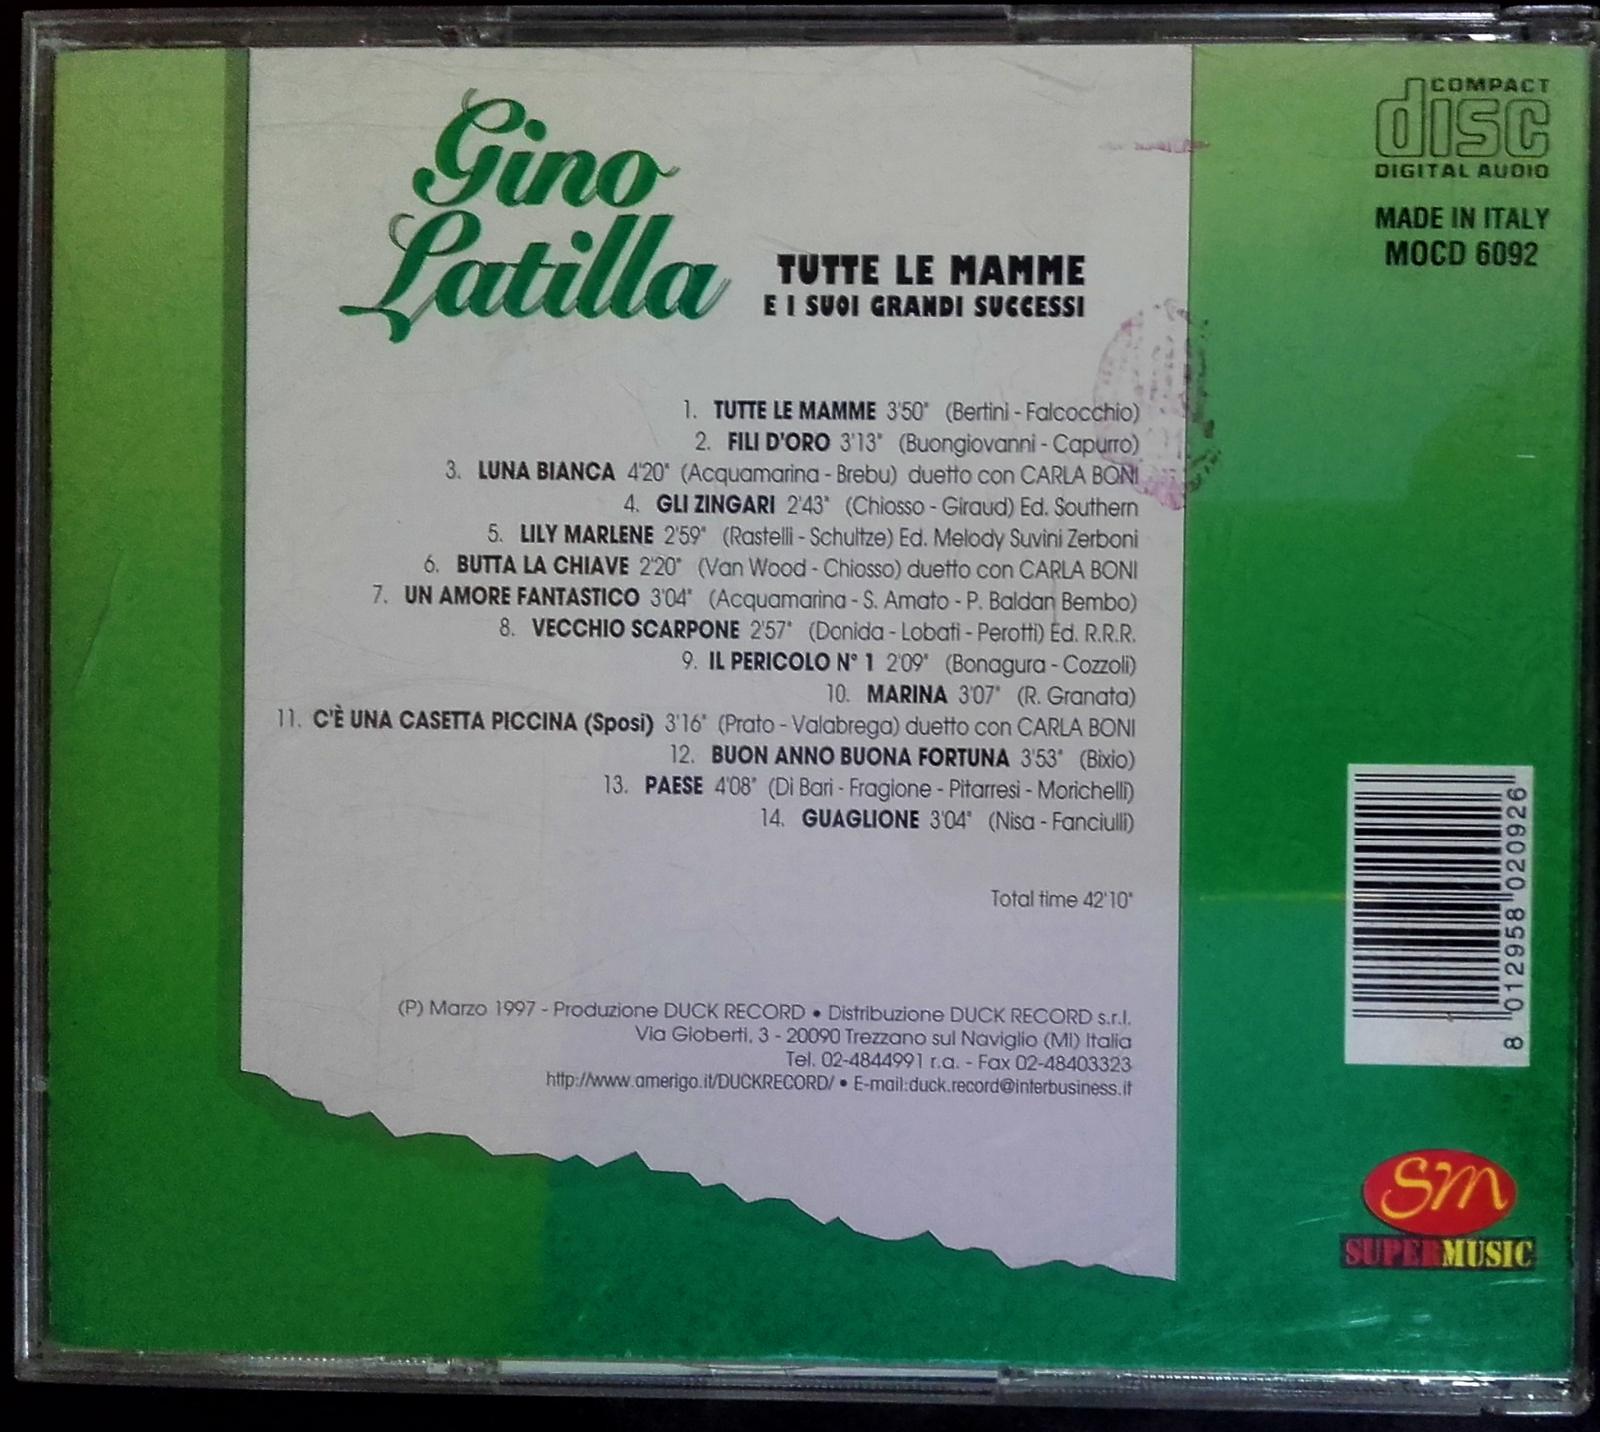 Gino
Latilla
TUTTE LE MAMME
E I SUOI GRANDI SUCCESSI
COMPACT
disc
DIGITAL AUDIO
MADE IN ITALY
MOCD 6092
1. TUTTE LE MAMME 3'50" (Bertini - Falcocchio)
2. FILI D'ORO 3'13" (Buongiovanni - Capurro)
3. LUNA BIANCA 4'20" (Acquamarina - Brebu) duetto con CARLA BONI
4. GLI ZINGARI 2'43" (Chiosso - Giraud) Ed. Southern
5. LILY MARLENE 2'59" (Rastelli - Schultze) Ed. Melody Suvini Zerboni
6. BUTTA LA CHIAVE 2'20" (Van Wood - Chiosso) duetto con CARLA BONI
7. UN AMORE FANTASTICO 3'04" (Acquamarina - S. Amato - P. Baldan Bembo)
8. VECCHIO SCARPONE 2'57" (Donida - Lobati - Perotti) Ed. R.R.R.
9. IL PERICOLO N° 1 2'09" (Bonagura - Cozzoli)
10. MARINA 3'07" (R. Granata)
11. C'È UNA CASETTA PICCINA (Sposi) 3'16" (Prato - Valabrega) duetto con CARLA BONI
12. BUON ANNO BUONA FORTUNA 3'53" (Bixio)
13. PAESE 4'08" (Di Bari - Fragione - Pitarresi - Morichelli)
14. GUAGLIONE 3'04" (Nisa - Fanciulli)
Total time 42'10"
(P) Marzo 1997 - Produzione DUCK RECORD • Distribuzione DUCK RECORD s.r.l.
Via Gioberti, 3 - 20090 Trezzano sul Naviglio (MI) Italia
Tel. 02-4844991 r.a. - Fax 02-48403323
http://www.amerigo.it/DUCKRECORD/ • E-mail:duck.record@interbusiness.it
8 012958 020926
SM
SUPERMUSIC